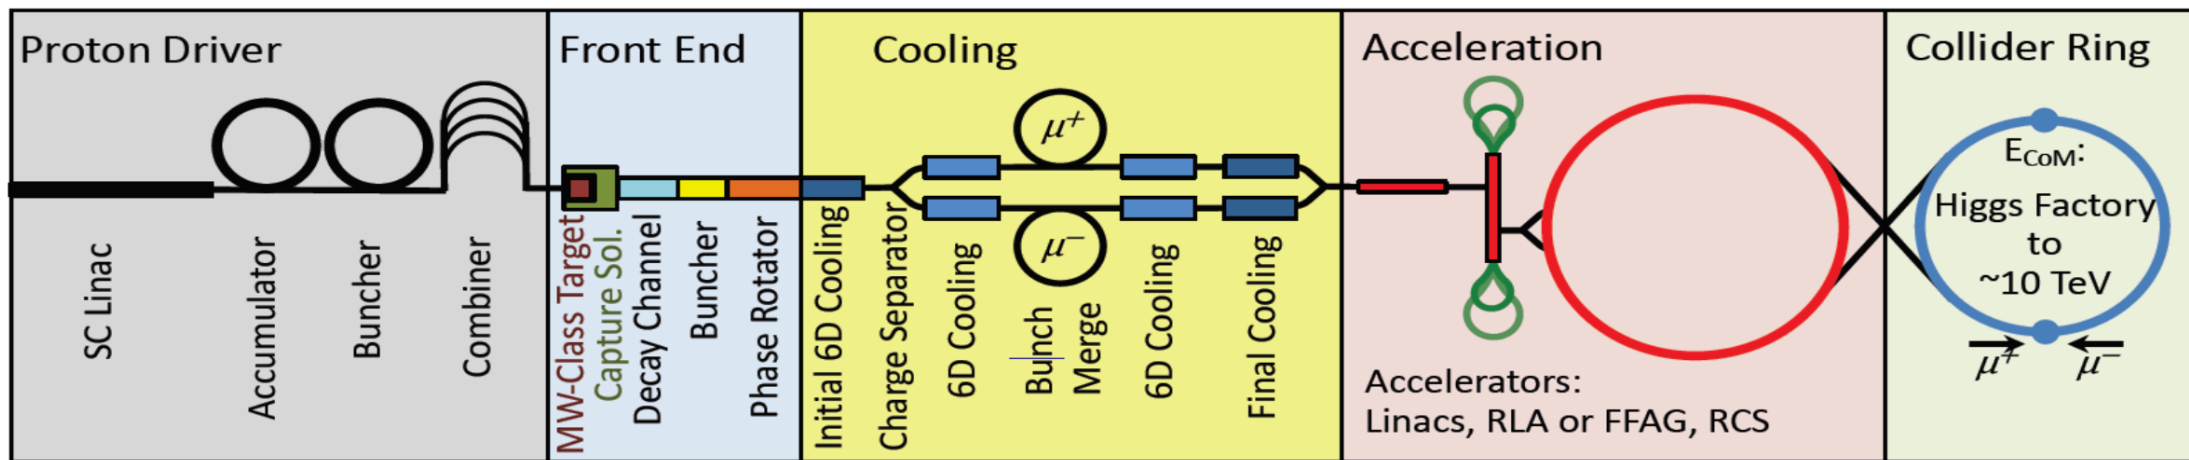 Proton Driver
SC Linac
Accumulator
Buncher
Combiner
Front End
MW-Class Target
Capture Sol.
Decay Channel
Buncher
Phase Rotator
Cooling
Initial 6D Cooling
Charge Separator
6D Cooling
μ+
μ−
Bunch
Merge
6D Cooling
Final Cooling
Acceleration
Accelerators:
Linacs, RLA or FFAG, RCS
Collider Ring
ECoM:
Higgs Factory
to
~10 TeV
μ+ μ−